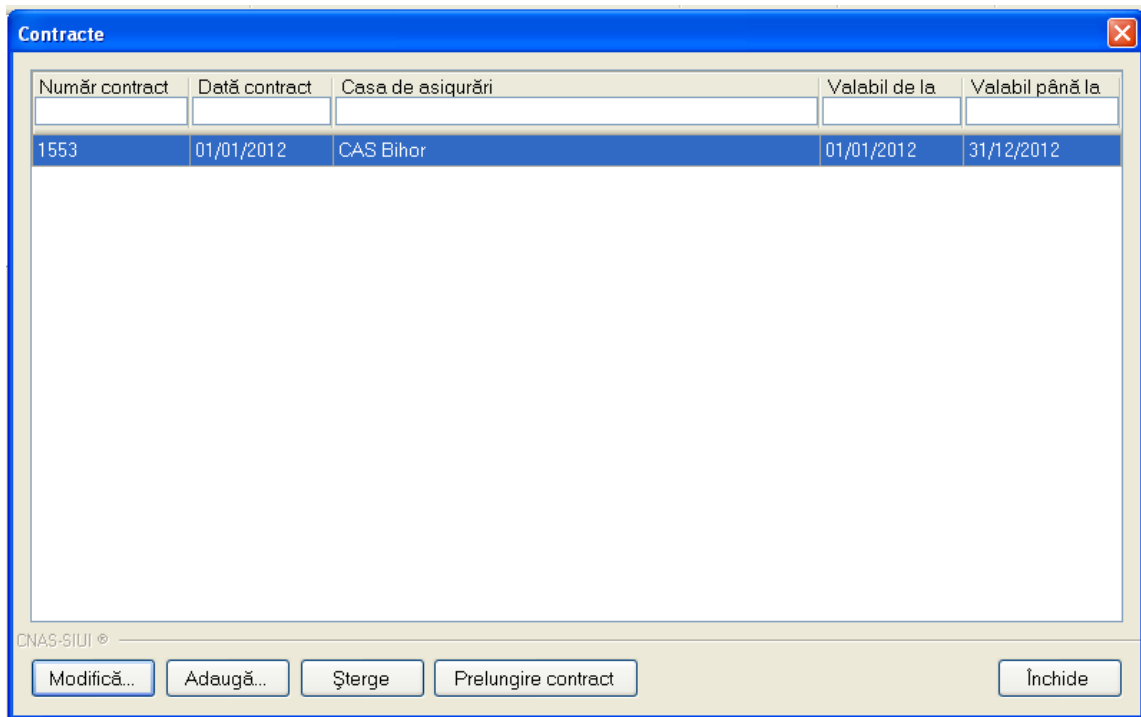 Contracte
Număr contract Dată contract Casa de asigurări Valabil de la Valabil până la
1553 01/01/2012 CAS Bihor 01/01/2012 31/12/2012
CNAS-SIUI ®
Modifică... Adaugă... Şterge Prelungire contract Închide